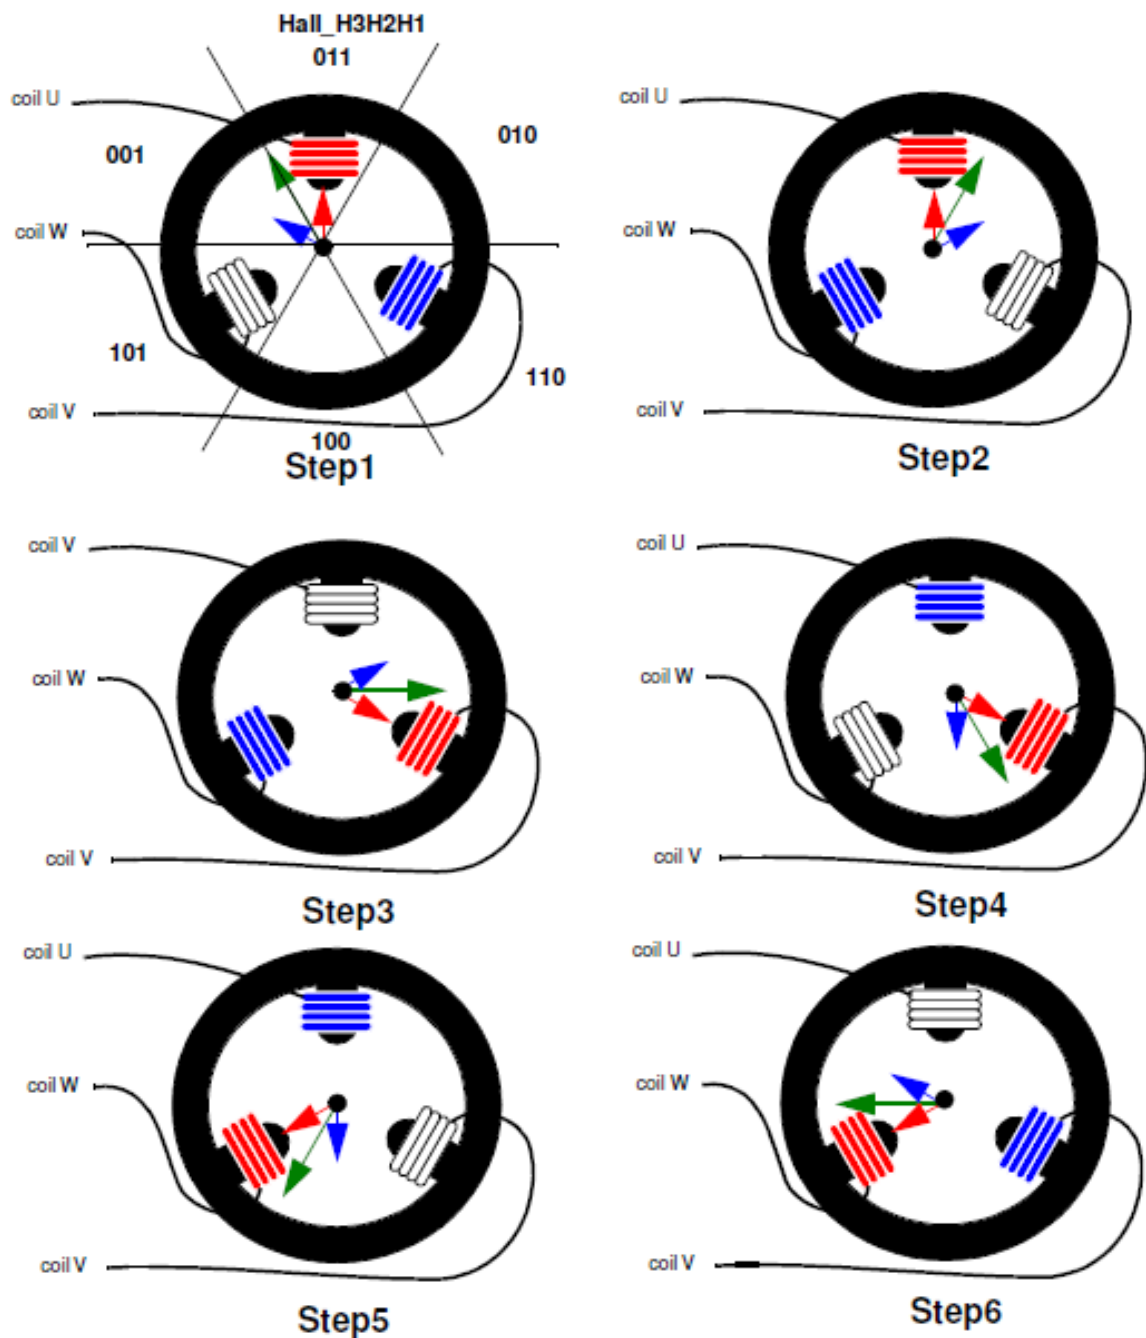 Hall_H3H2H1
011
coil U
001
010
coil W
101
110
coil V
100
Step1
coil U
coil W
coil V
Step2
coil V
coil W
coil V
Step3
coil U
coil W
coil V
Step4
coil U
coil W
coil V
Step5
coil U
coil W
coil V
Step6